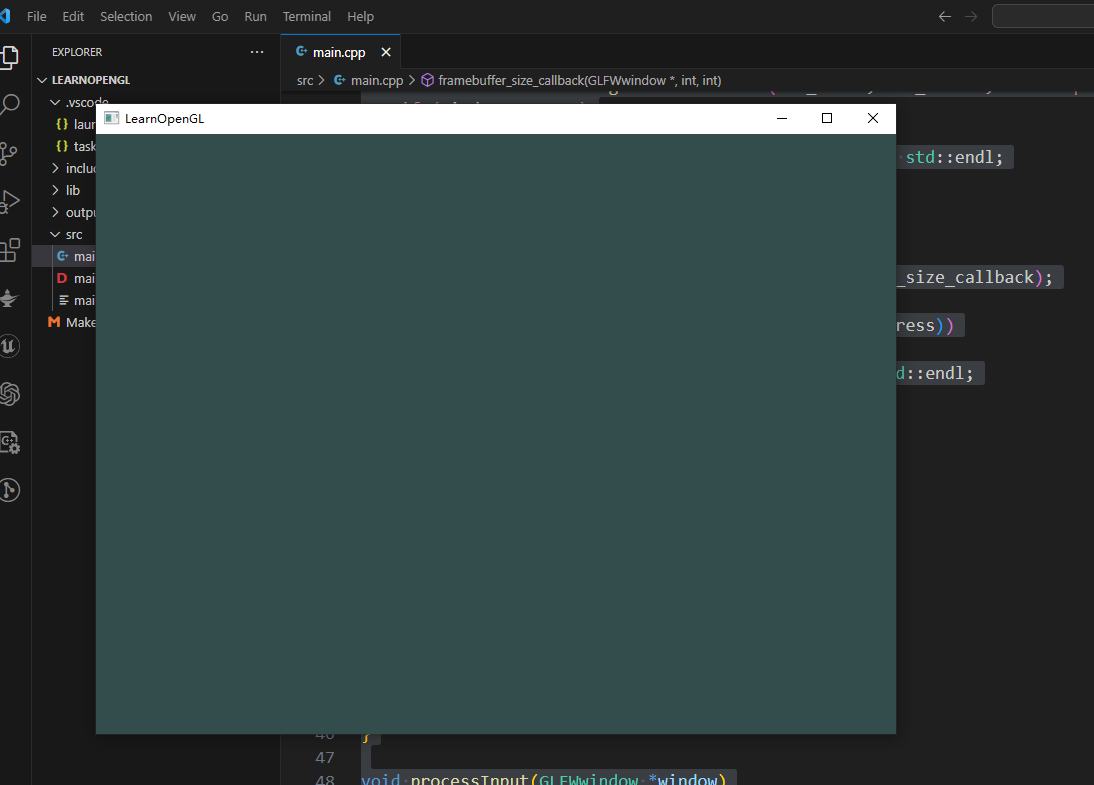 File Edit Selection View Go Run Terminal Help
EXPLORER
main.cpp
LEARNOPENGL
src > main.cpp > framebuffer_size_callback(GLFWwindow *, int, int)
.vscode
LearnOpenGL
{} laun
{} task
std::endl;
includ
lib
outpu
src
mai
_size_callback);
mai
mai
Make
ress))
d::endl;
46 }
47
48 void processInput(GLFWwindow *window)